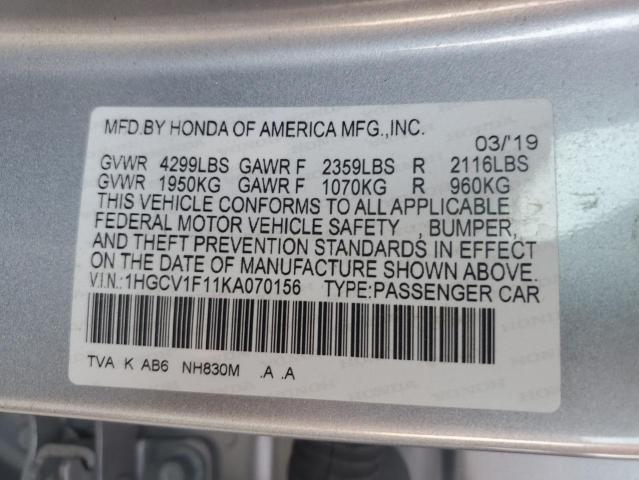 MFD.BY HONDA OF AMERICA MFG.,INC.
03/'19
GVWR 4299LBS GAWR F 2359LBS R 2116LBS
GVWR 1950KG GAWR F 1070KG R 960KG
THIS VEHICLE CONFORMS TO ALL APPLICABLE
FEDERAL MOTOR VEHICLE SAFETY , BUMPER,
AND THEFT PREVENTION STANDARDS IN EFFECT
ON THE DATE OF MANUFACTURE SHOWN ABOVE.
V.I.N.:1HGCV1F11KA070156 TYPE:PASSENGER CAR
TVA K AB6 NH830M .A .A